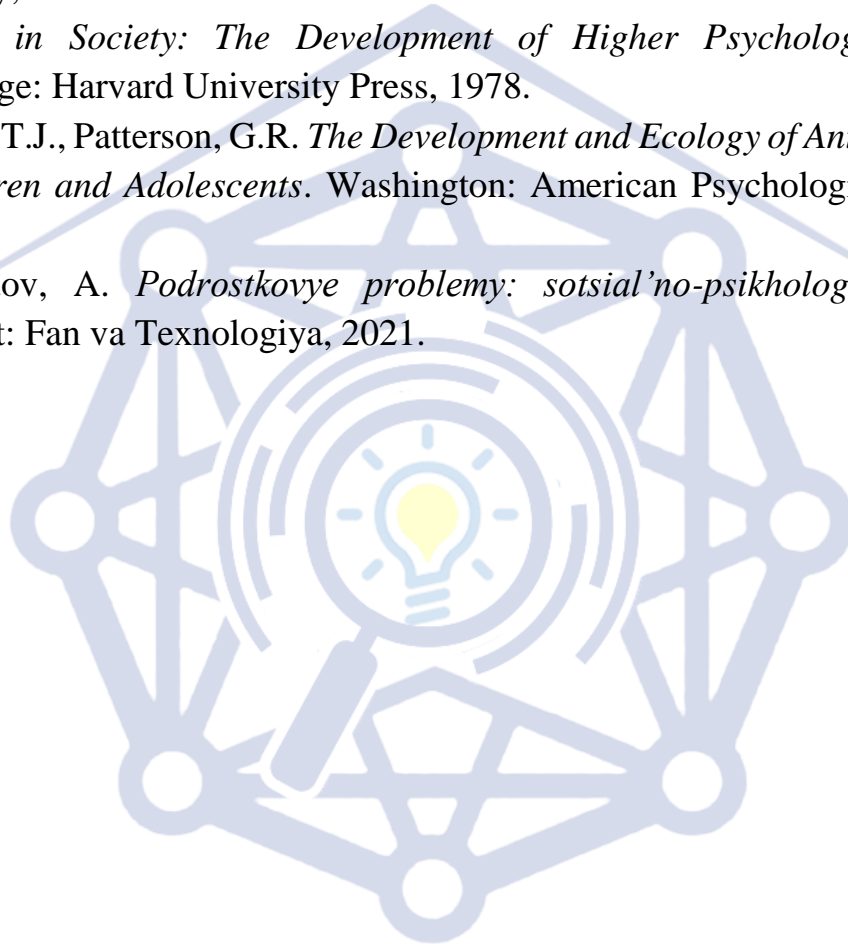 in Society: The Development of Higher Psycholog
ge: Harvard University Press, 1978.
T.J., Patterson, G.R. The Development and Ecology of An
ren and Adolescents. Washington: American Psycholog
ov, A. Podrostkovye problemy: sotsial’no-psikholog
t: Fan va Texnologiya, 2021.